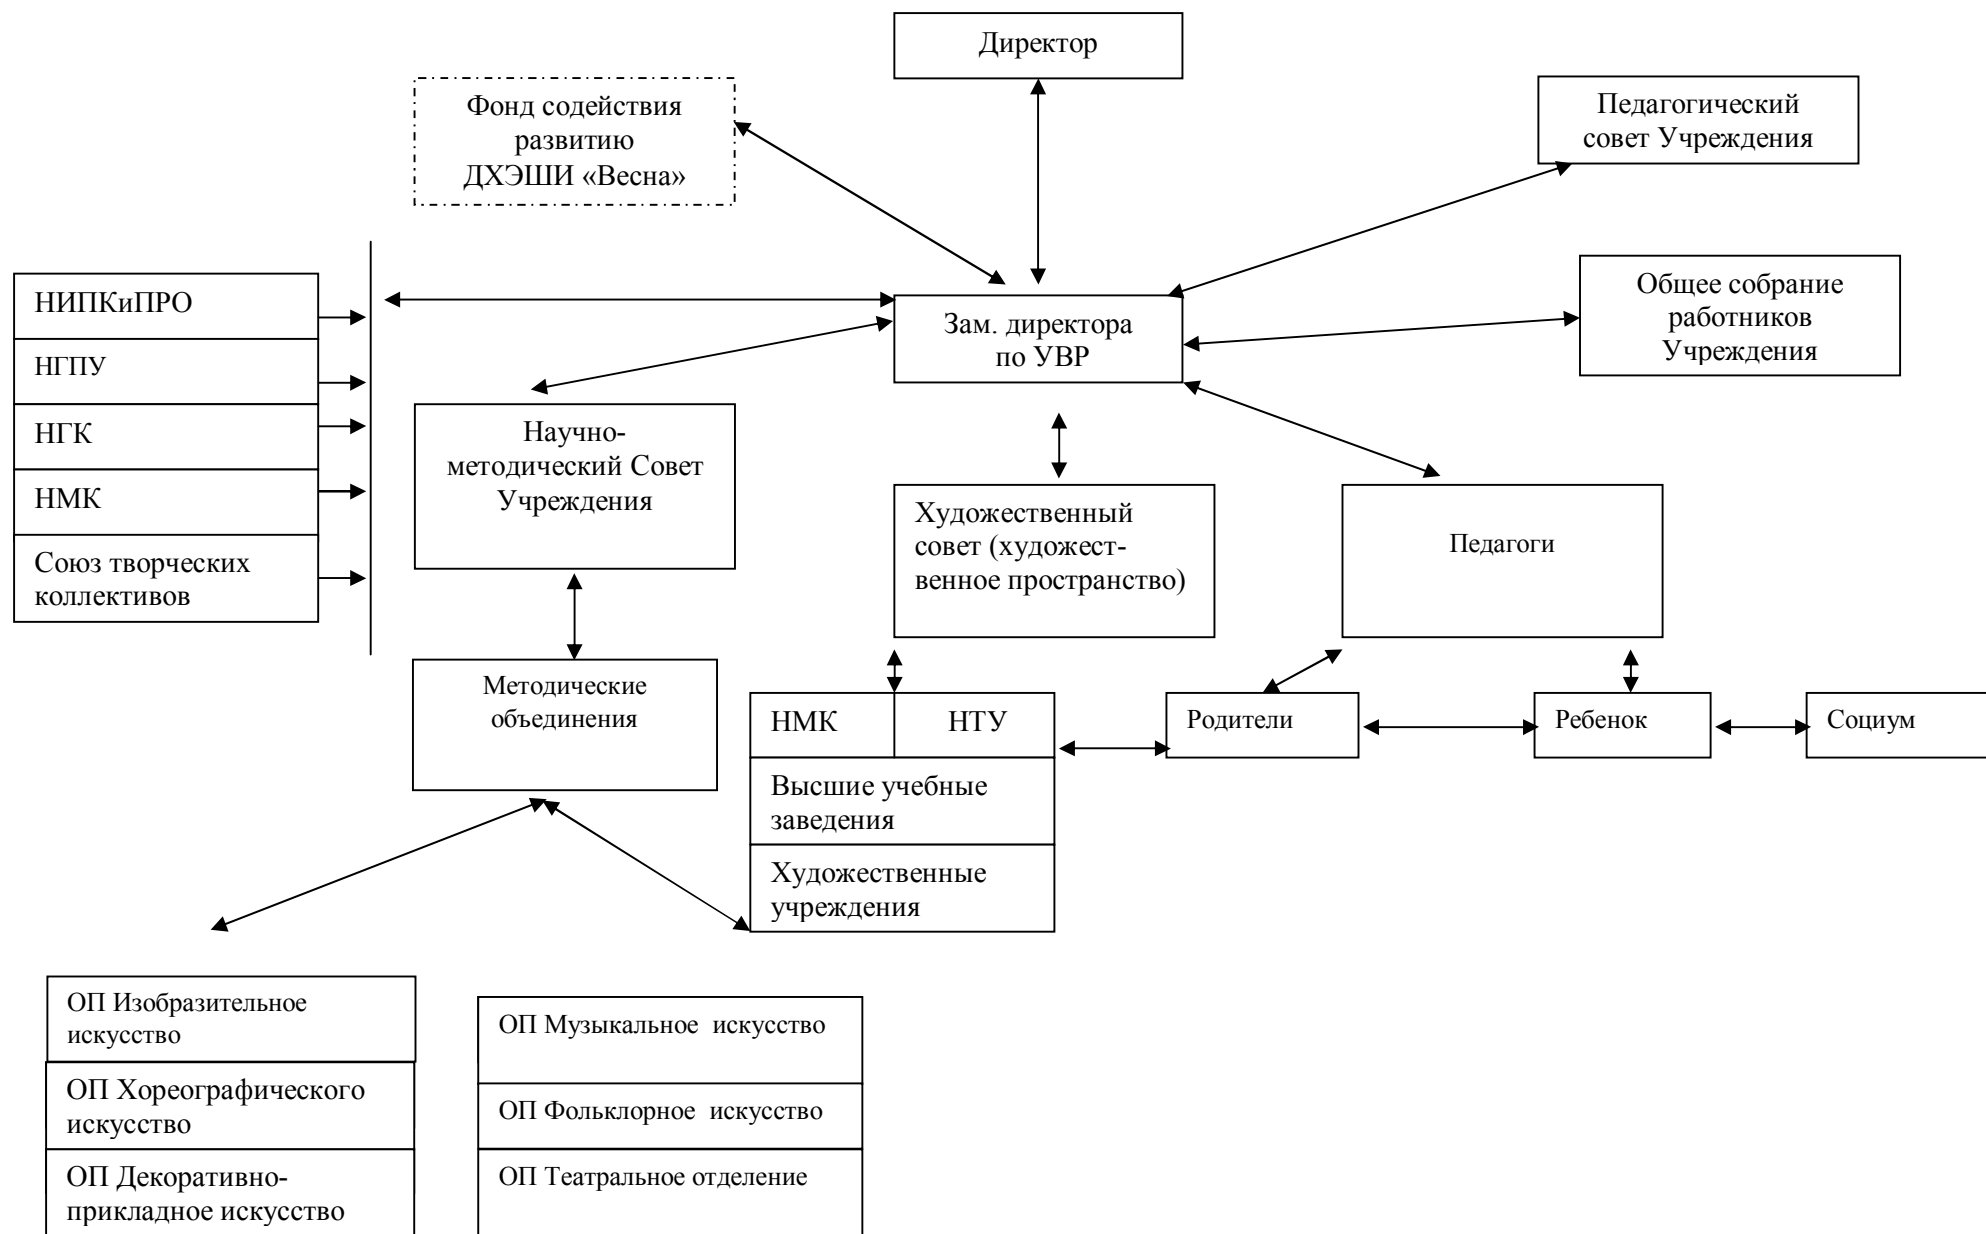 Директор
Фонд содействия
развитию
ДХЭШИ «Весна»
Педагогический
совет Учреждения
НИПКиПРО
НГПУ
НГК
НМК
Союз творческих
коллективов
Зам. директора
по УВР
Общее собрание
работников
Учреждения
Научно-
методический Совет
Учреждения
Художественный
совет (художест-
венное пространство)
Педагоги
Методические
объединения
НМК
НТУ
Высшие учебные
заведения
Художественные
учреждения
Родители
Ребенок
Социум
ОП Изобразительное
искусство
ОП Хореографического
искусство
ОП Декоративно-
прикладное искусство
ОП Музыкальное  искусство
ОП Фольклорное  искусство
ОП Театральное отделение